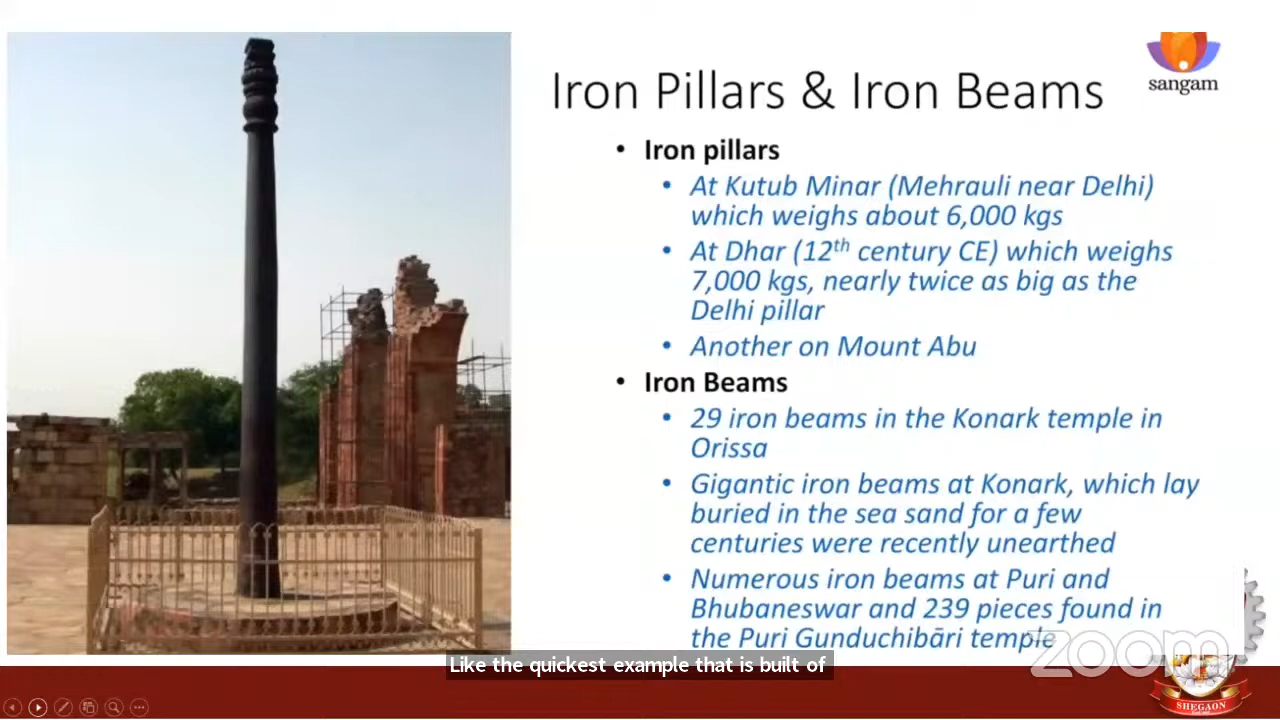 sangam
Iron Pillars & Iron Beams
• Iron pillars
• At Kutub Minar (Mehrauli near Delhi)
which weighs about 6,000 kgs
• At Dhar (12th century CE) which weighs
7,000 kgs, nearly twice as big as the
Delhi pillar
• Another on Mount Abu
• Iron Beams
• 29 iron beams in the Konark temple in
Orissa
• Gigantic iron beams at Konark, which lay
buried in the sea sand for a few
centuries were recently unearthed
• Numerous iron beams at Puri and
Bhubaneswar and 239 pieces found in
the Puri Gunduchibāri temple
zoom
Like the quickest example that is built of
SHEGAON